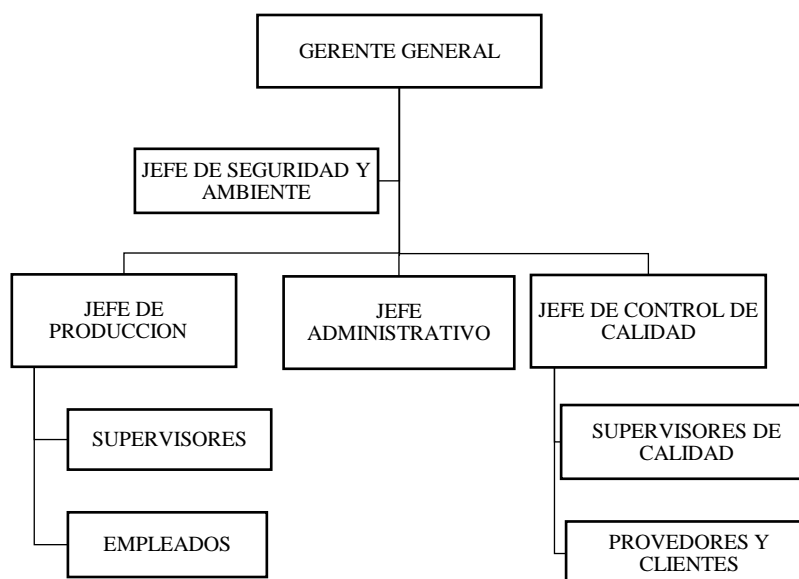 GERENTE GENERAL
JEFE DE SEGURIDAD Y
AMBIENTE
JEFE DE
PRODUCCION
JEFE
ADMINISTRATIVO
JEFE DE CONTROL DE
CALIDAD
SUPERVISORES
SUPERVISORES DE
CALIDAD
EMPLEADOS
PROVEDORES Y
CLIENTES